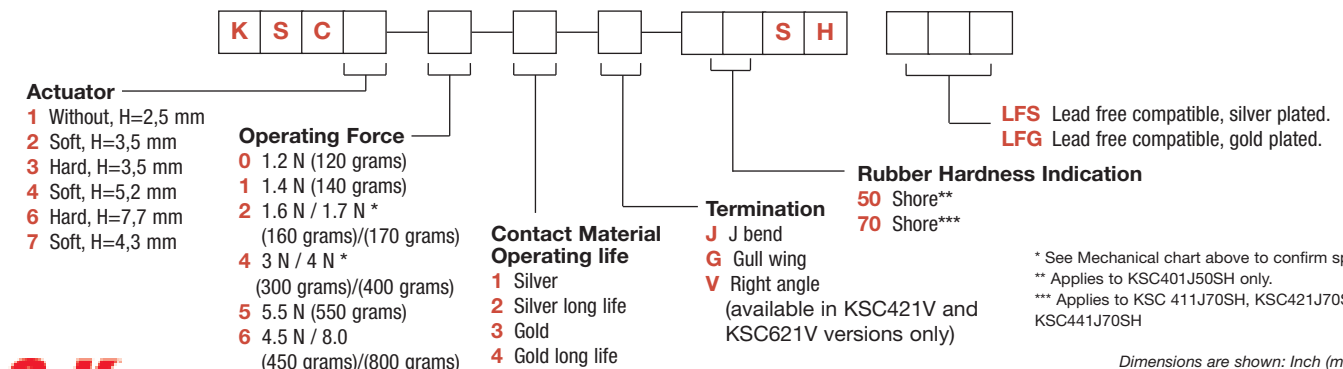 K S C S H
Actuator
1 Without, H=2,5 mm
2 Soft, H=3,5 mm
3 Hard, H=3,5 mm
4 Soft, H=5,2 mm
6 Hard, H=7,7 mm
7 Soft, H=4,3 mm
Operating Force
0 1.2 N (120 grams)
1 1.4 N (140 grams)
2 1.6 N / 1.7 N *
(160 grams)/(170 grams)
4 3 N / 4 N *
(300 grams)/(400 grams)
5 5.5 N (550 grams)
6 4.5 N / 8.0
(450 grams)/(800 grams)
Contact Material
Operating life
1 Silver
2 Silver long life
3 Gold
4 Gold long life
Termination
J J bend
G Gull wing
V Right angle
(available in KSC421V and
KSC621V versions only)
Rubber Hardness Indication
50 Shore**
70 Shore***
LFS Lead free compatible, silver plated.
LFG Lead free compatible, gold plated.
* See Mechanical chart above to confirm
** Applies to KSC401J50SH only.
*** Applies to KSC 411J70SH,
KSC441J70SH
Dimensions are shown: Inch